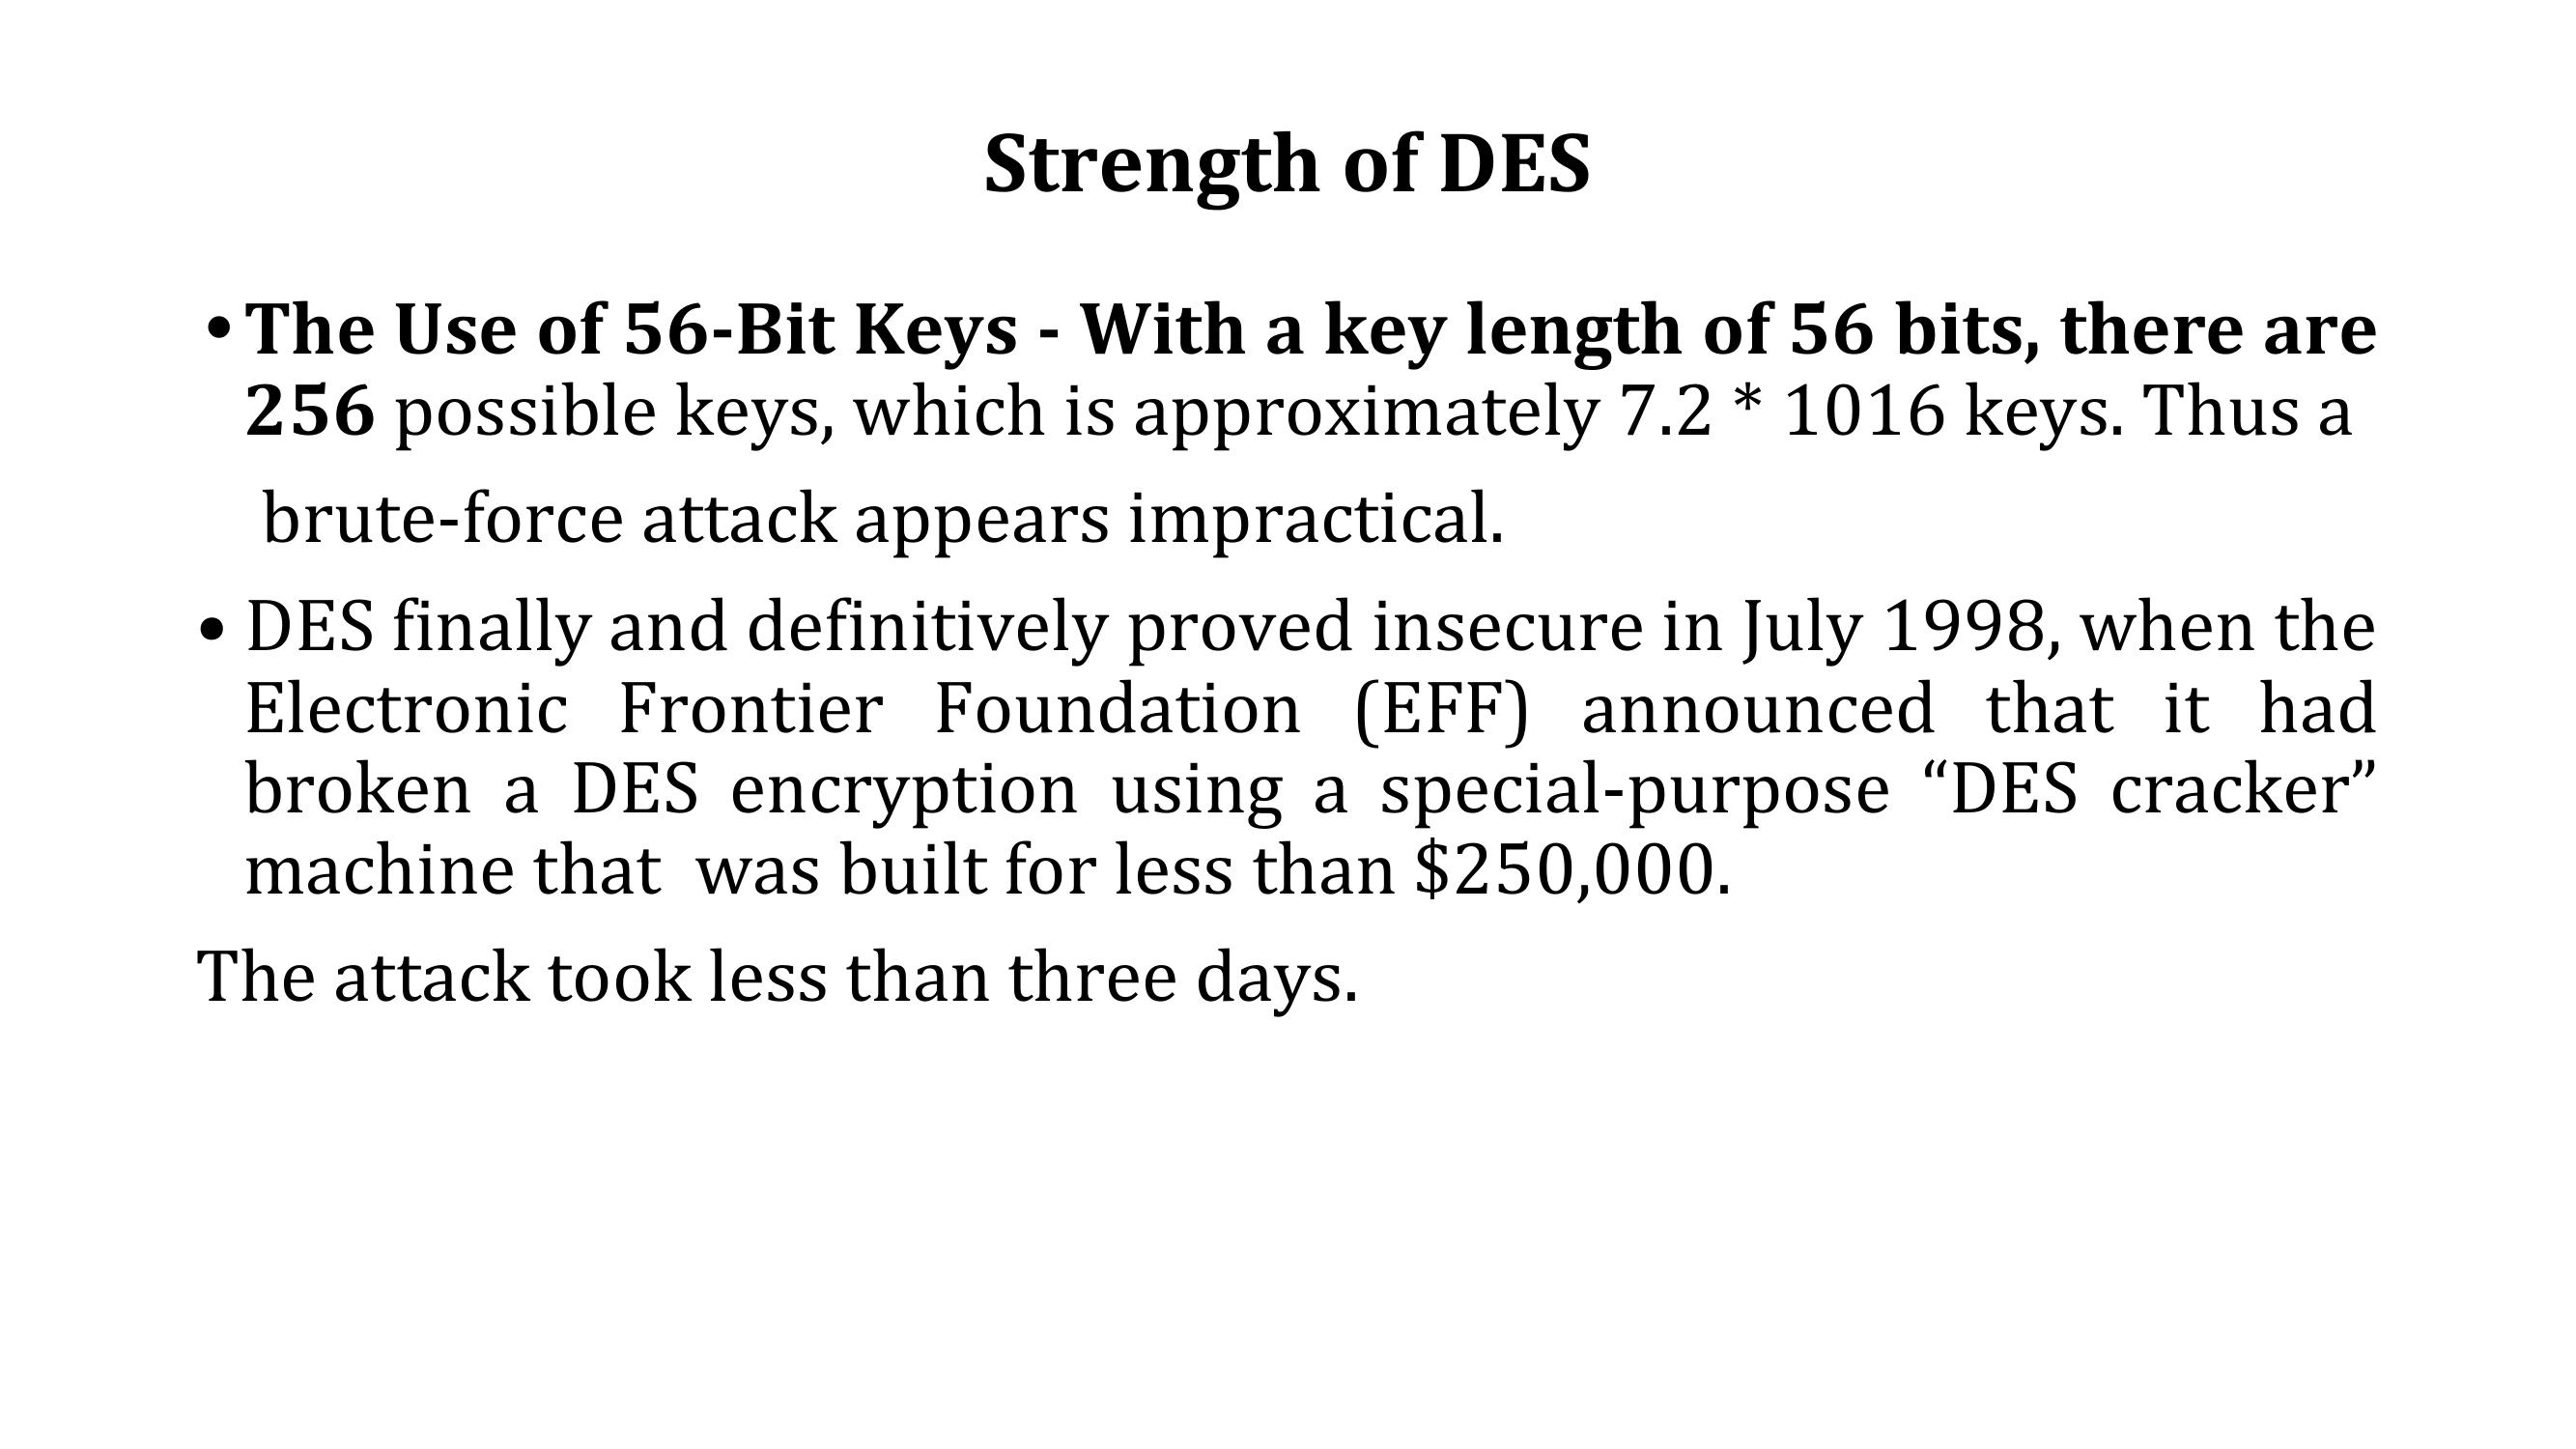 Strength of DES
• The Use of 56-Bit Keys - With a key length of 56 bits, there are
256 possible keys, which is approximately 7.2 * 1016 keys. Thus a
brute-force attack appears impractical.
• DES finally and definitively proved insecure in July 1998, when the
Electronic Frontier Foundation (EFF) announced that it had
broken a DES encryption using a special-purpose “DES cracker”
machine that  was built for less than $250,000.
The attack took less than three days.